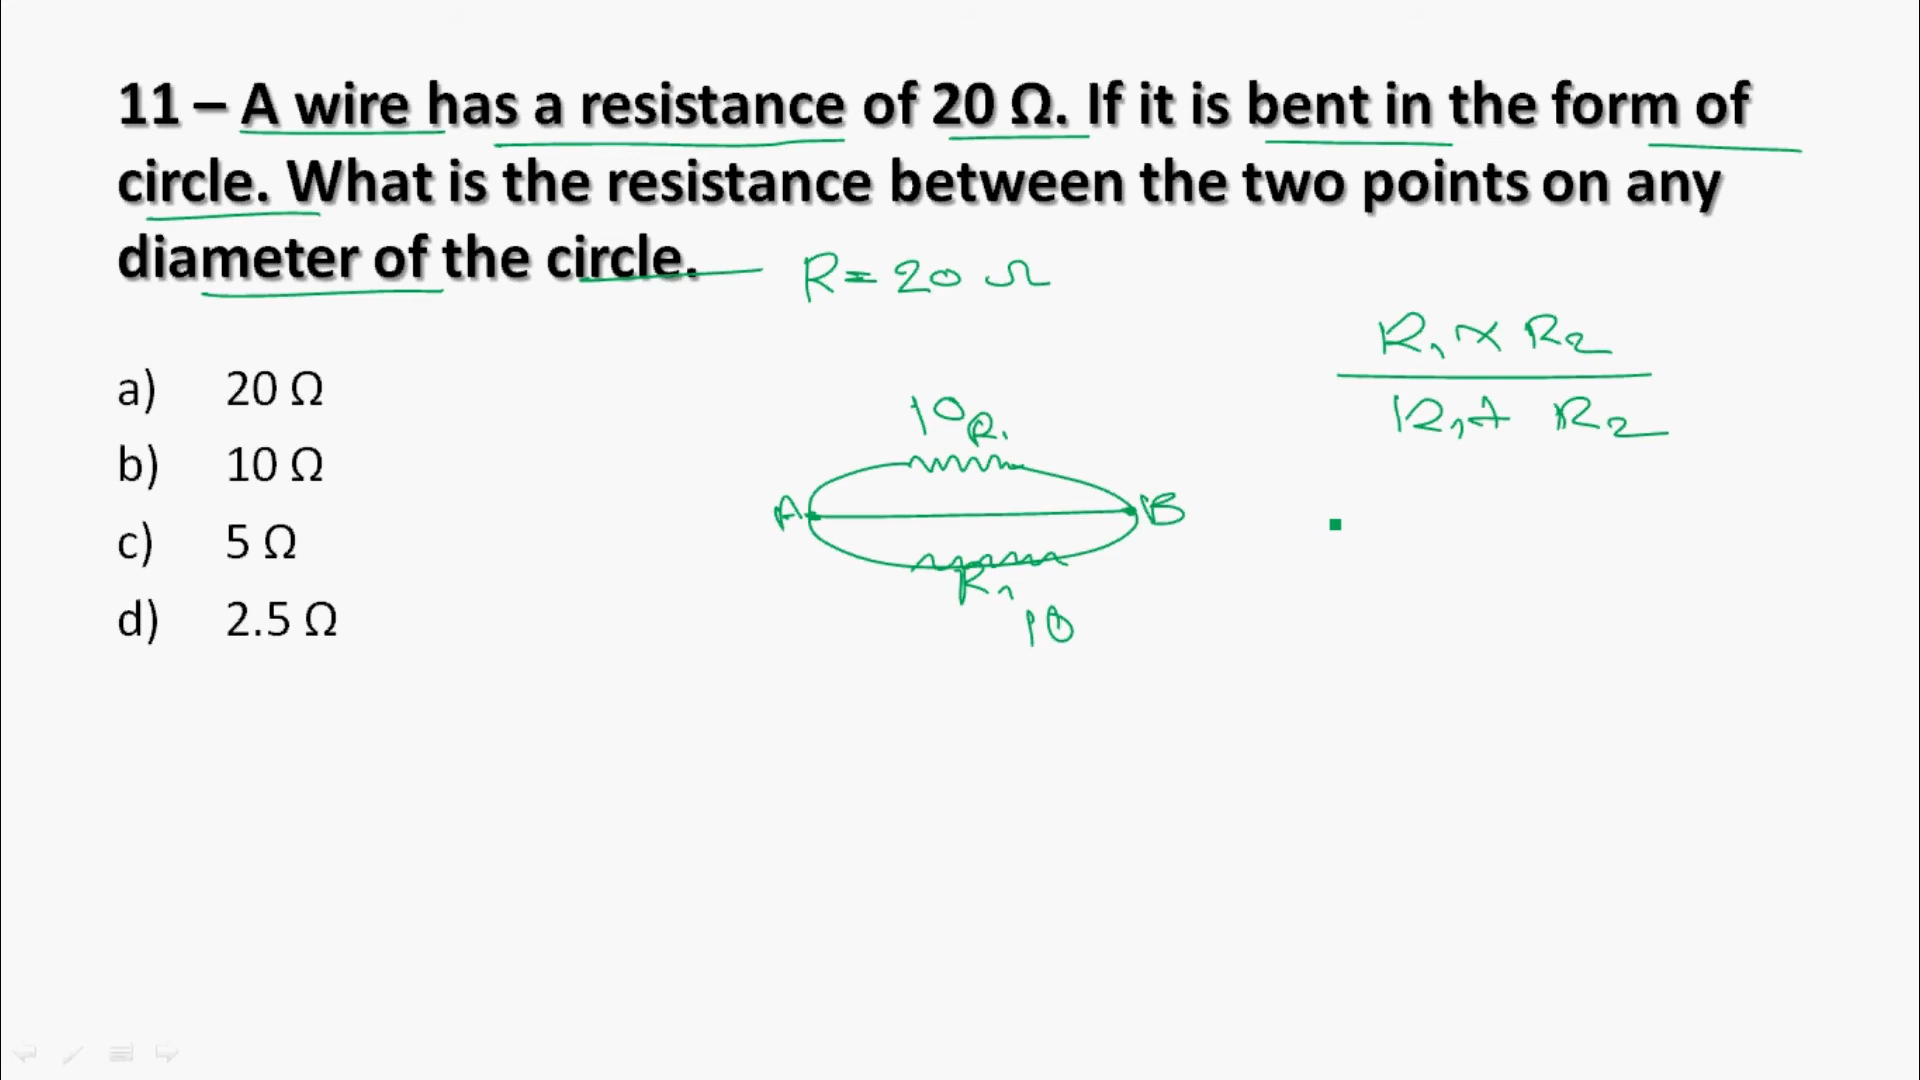 11 – A wire has a resistance of 20 Ω. If it is bent in the form of
circle. What is the resistance between the two points on any
diameter of the circle.
R = 20 Ω
a) 20 Ω
b) 10 Ω
c) 5 Ω
d) 2.5 Ω
R₁ × R₂
R₁ + R₂
10 R₁
A B
R₁
10